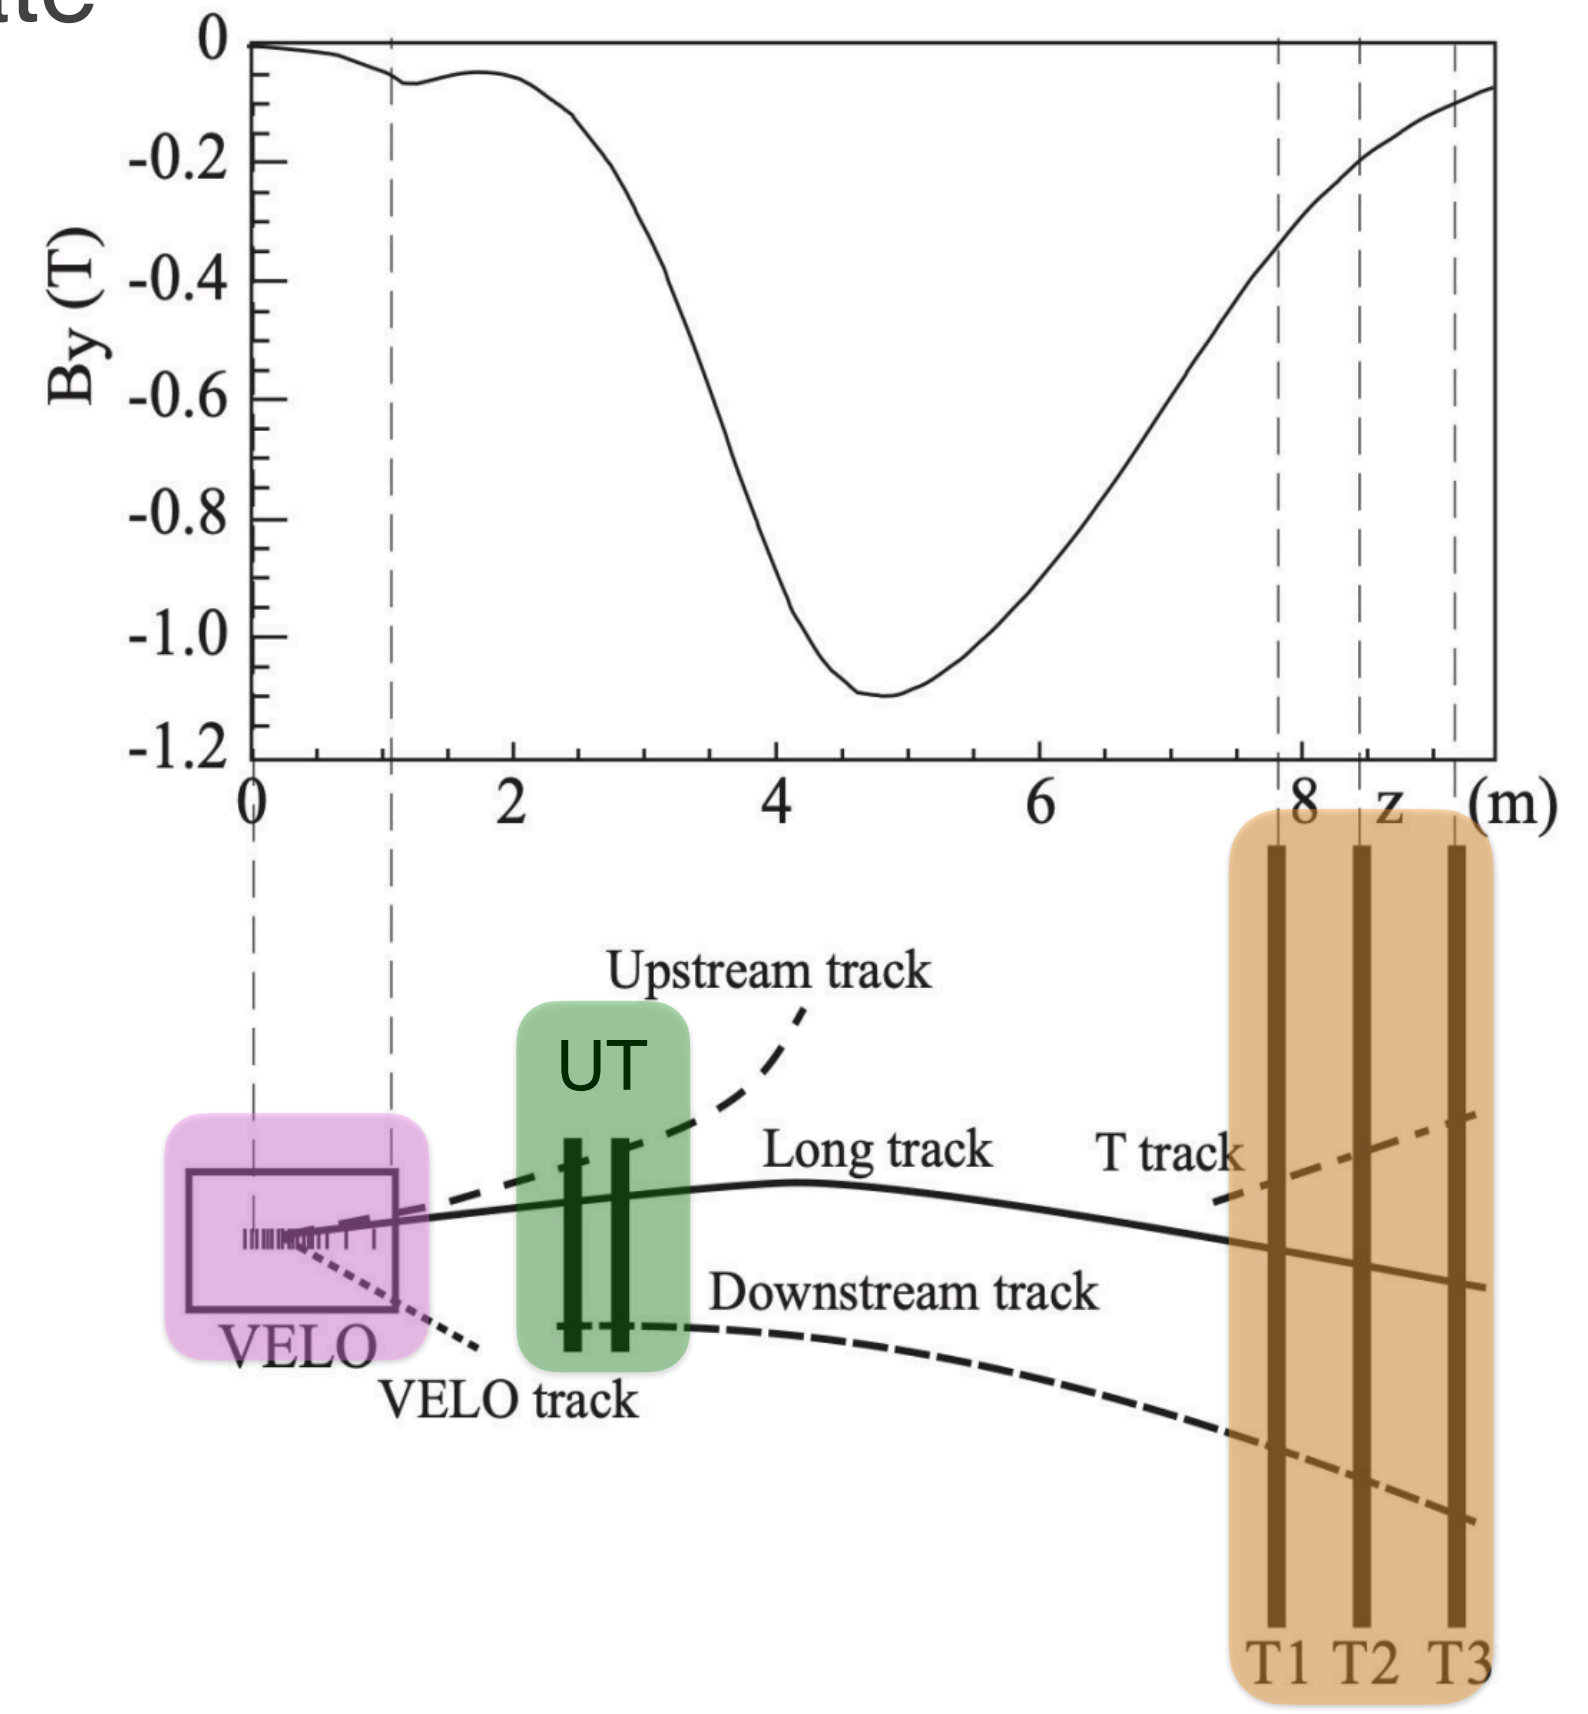 0
-0.2
-0.4
-0.6
-0.8
-1.0
-1.2
By (T)
0 2 4 6 8 z (m)
Upstream track
UT
Long track
T track
Downstream track
VELO
VELO track
T1 T2 T3